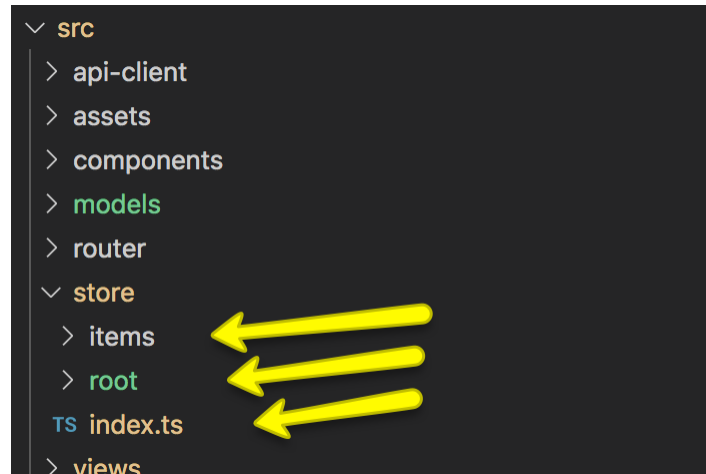 src
api-client
assets
components
models
router
store
items
root
TS index.ts
views